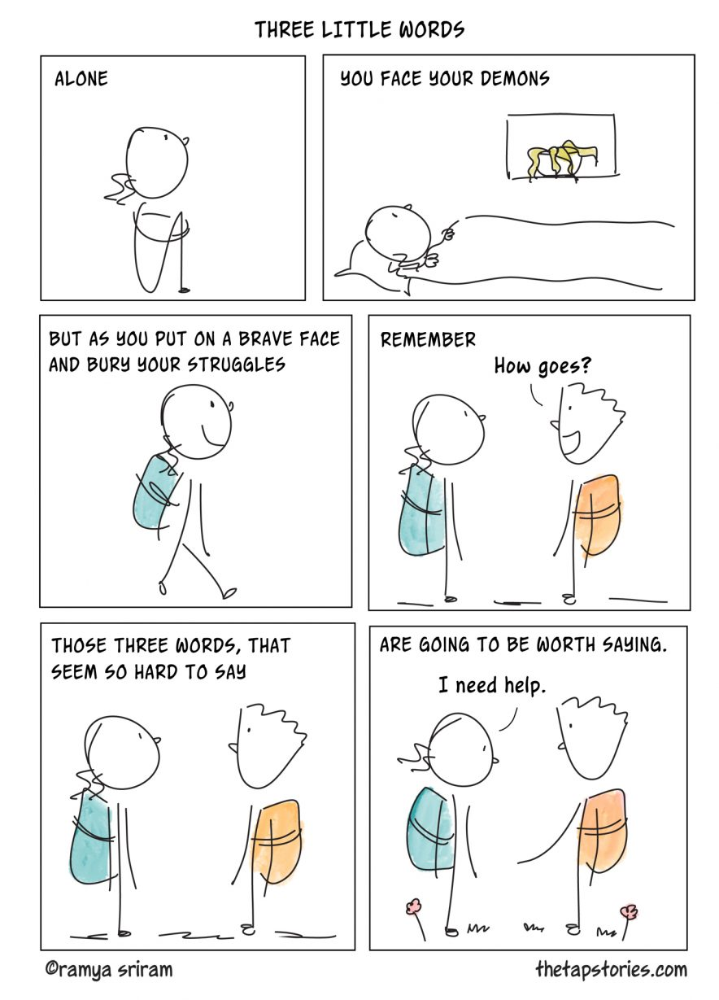 THREE LITTLE WORDS
ALONE
YOU FACE YOUR DEMONS
BUT AS YOU PUT ON A BRAVE FACE
AND BURY YOUR STRUGGLES
REMEMBER
How goes?
THOSE THREE WORDS, THAT
SEEM SO HARD TO SAY
ARE GOING TO BE WORTH SAYING.
I need help.
©ramya sriram
thetapstories.com